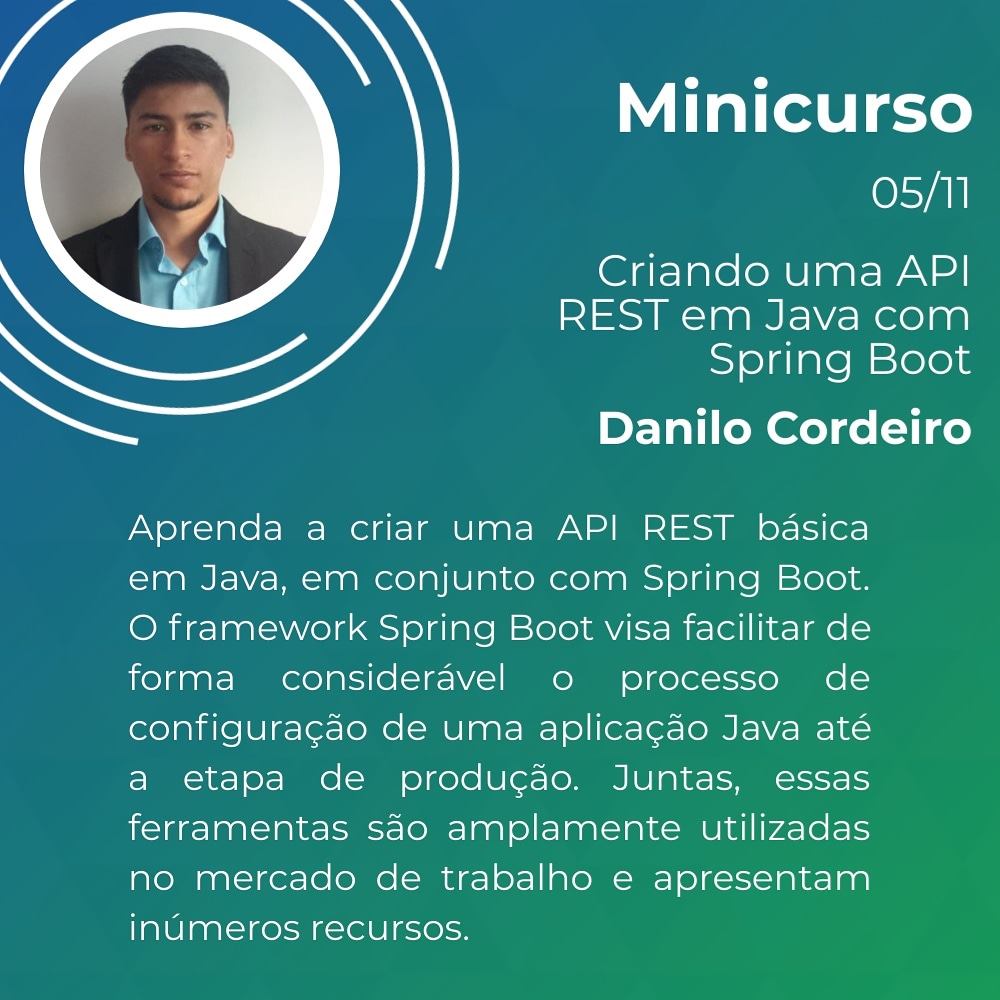 Minicurso
05/11
Criando uma API
REST em Java com
Spring Boot
Danilo Cordeiro
Aprenda a criar uma API REST básica
em Java, em conjunto com Spring Boot.
O framework Spring Boot visa facilitar de
forma considerável o processo de
configuração de uma aplicação Java até
a etapa de produção. Juntas, essas
ferramentas são amplamente utilizadas
no mercado de trabalho e apresentam
inúmeros recursos.